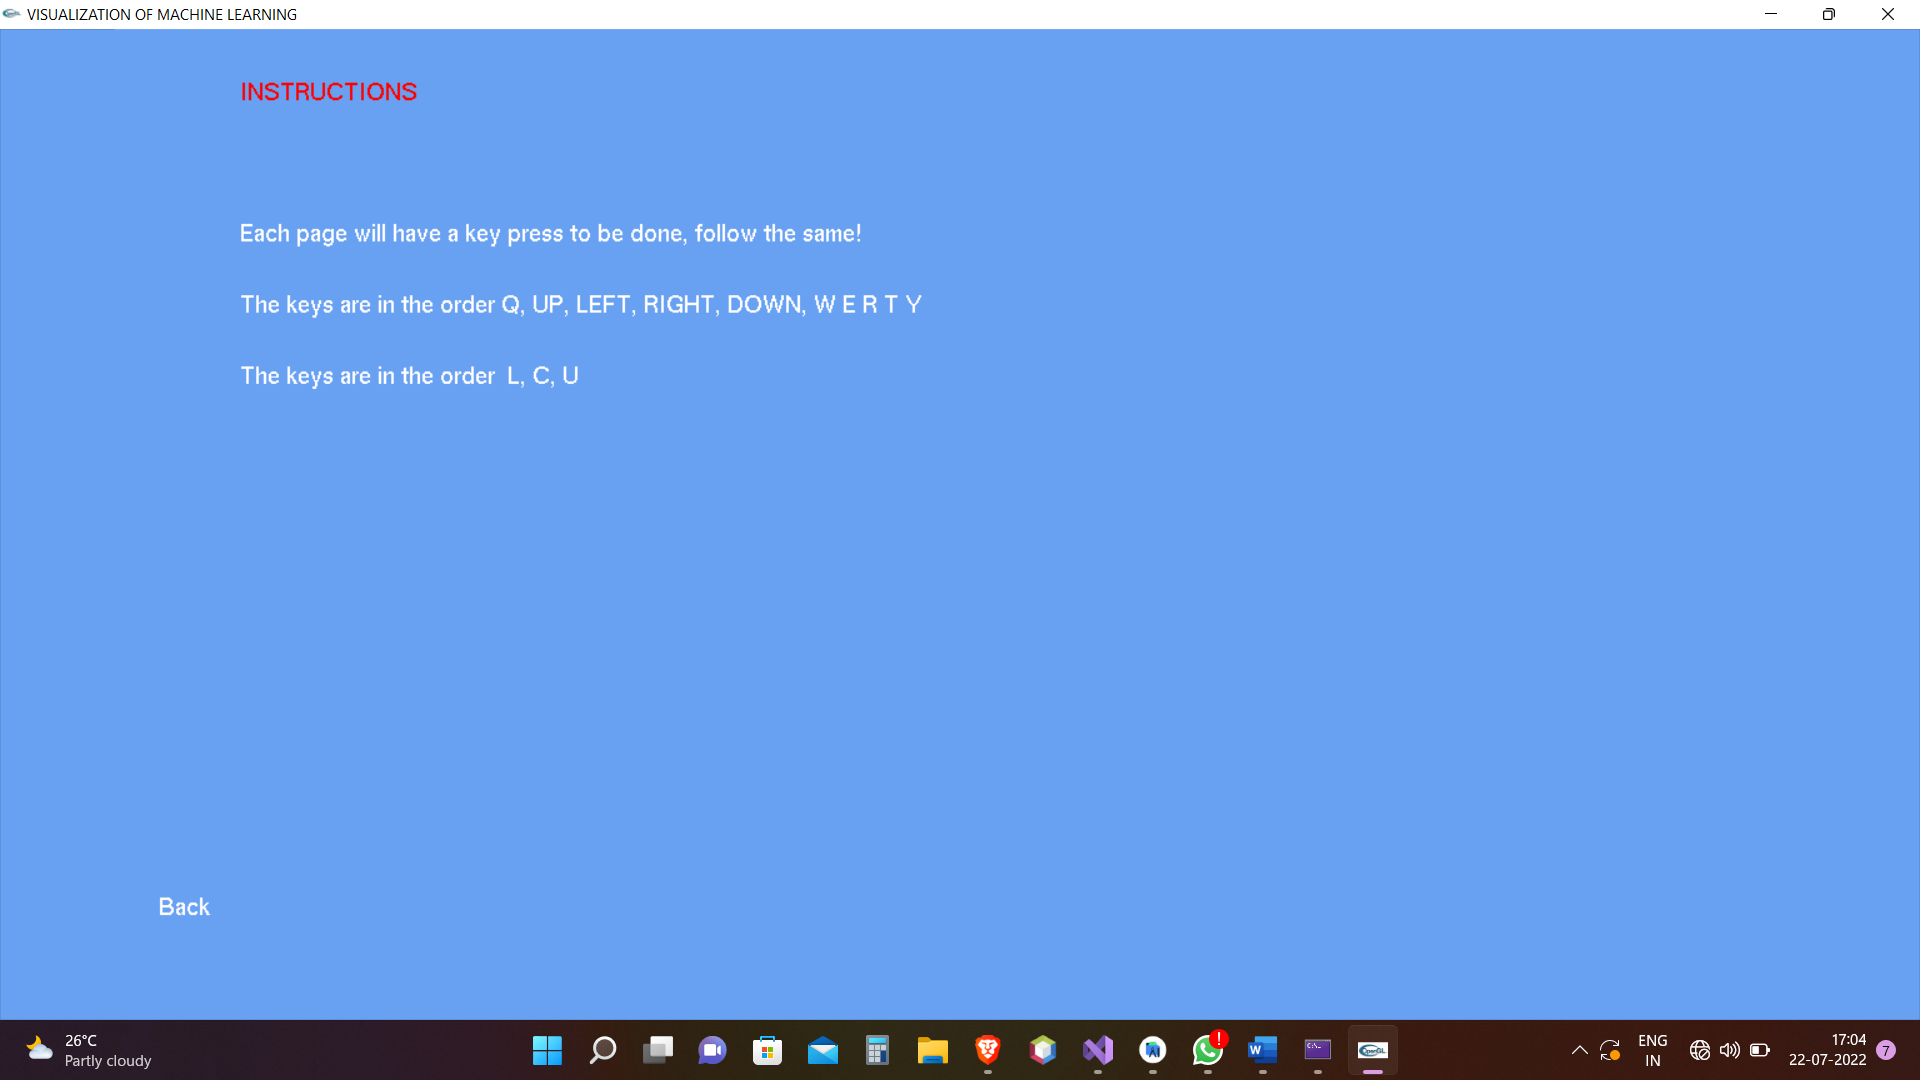 VISUALIZATION OF MACHINE LEARNING
INSTRUCTIONS
Each page will have a key press to be done, follow the same!
The keys are in the order Q, UP, LEFT, RIGHT, DOWN, W E R T Y
The keys are in the order  L, C, U
Back
26°C
Partly cloudy
OpenGL
ENG
IN
17:04
22-07-2022
7